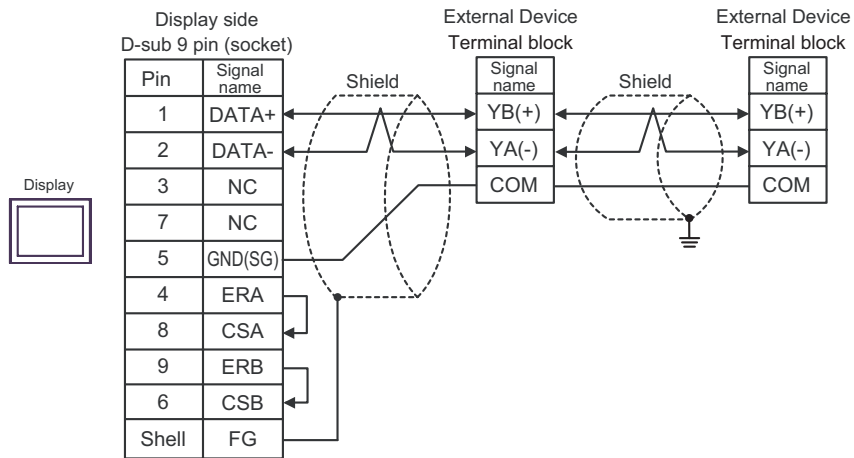 Display side
D-sub 9 pin (socket)
External Device
Terminal block
External Device
Terminal block
Pin
Signal
name
Shield
Signal
name
Shield
Signal
name
1
DATA+
YB(+)
YB(+)
2
DATA-
YA(-)
YA(-)
3
NC
COM
COM
Display
7
NC
5
GND(SG)
4
ERA
8
CSA
9
ERB
6
CSB
Shell
FG